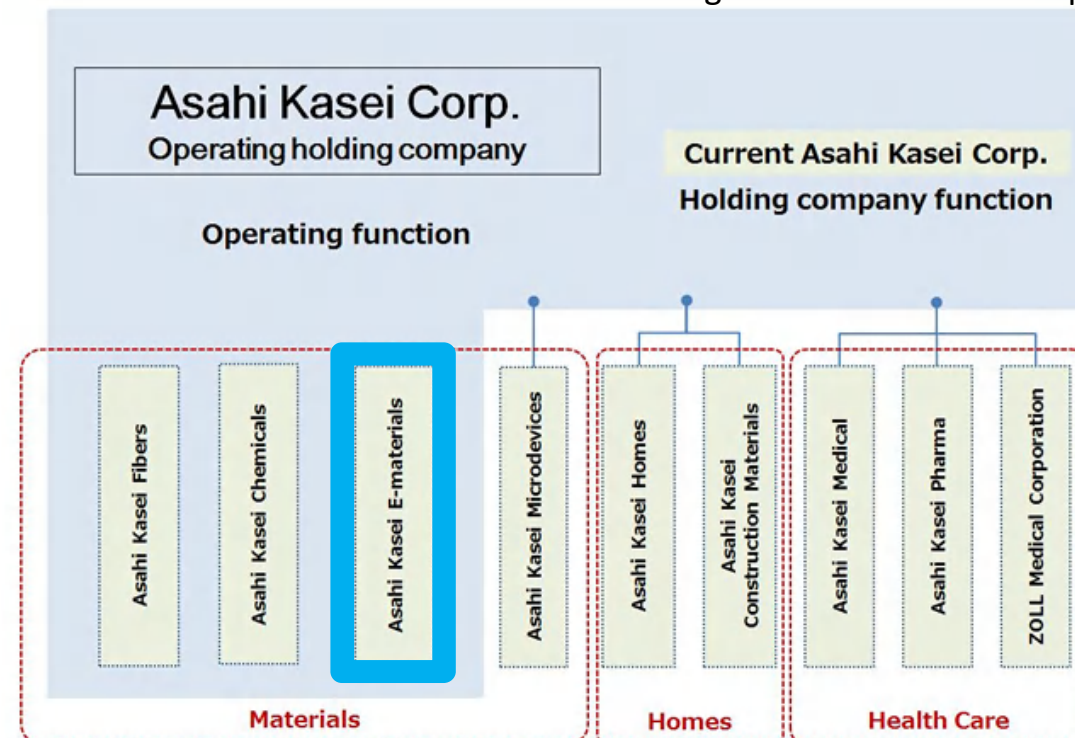 Asahi Kasei Corp.
Operating holding company
Current Asahi Kasei Corp.
Holding company function
Operating function
Asahi Kasei Fibers
Asahi Kasei Chemicals
Asahi Kasei E-materials
Asahi Kasei Microdevices
Asahi Kasei Homes
Asahi Kasei
Construction Materials
Asahi Kasei Medical
Asahi Kasei Pharma
ZOLL Medical Corporation
Materials
Homes
Health Care